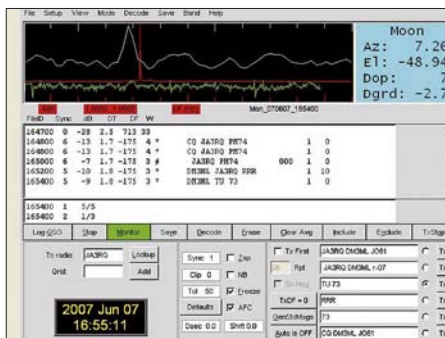 File Setup View Mode Decode Save Band Help
Moon
Az: 7.20
El: -48.94
Dop: 7
Dgrd: -2.7
Mon_070607_165400
FileID Sync dB DT DF W
164700 0 -28 2.5 713 33
164800 6 -13 1.7 -175 4 * CQ JA3RQ PM74 1 0
164800 6 -13 1.7 -175 4 * CQ JA3RQ PM74 1 0
165000 6 -7 1.7 -175 3 # JA3RQ PM74 000 1 0
165200 5 -10 1.8 -175 3 * DM3ML JA3RQ RRR 1 10
165400 5 -9 1.8 -175 3 * DM3ML TU 73 1 0
165400 1 5/5
165400 2 1/3
Log QSO Stop Monitor Save Decode Erase Clear Avg Include Exclude TxStop
To radio: JA3RQ Lookup
Grid: Add
2007 Jun 07
16:55:11
Sync 1 Zap
Clip 0 NB
Tol 50 Freeze
Defaults AFC
Dsec 0.0 Shift 0.0
Tx First
Rpt
Sh Msg
TxDF = 0
GenStdMsgs
Auto is OFF
JA3RQ DM3ML JO61
JA3RQ DM3ML r-07
TU 73
RRR
73
CQ DM3ML JO61